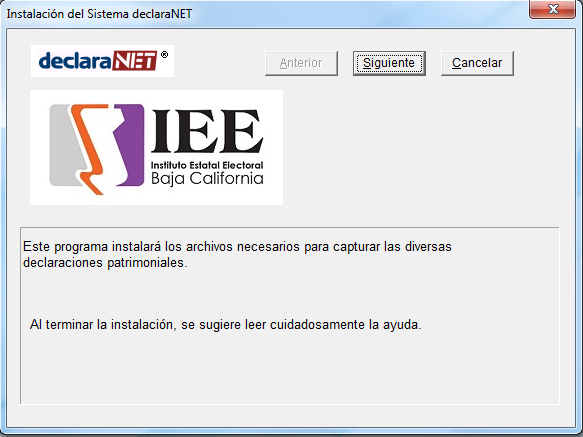 Instalación del Sistema declaraNET
declaraNET ®
Anterior
Siguiente
Cancelar
IEE
Instituto Estatal Electoral
Baja California
Este programa instalará los archivos necesarios para capturar las diversas
declaraciones patrimoniales.
Al terminar la instalación, se sugiere leer cuidadosamente la ayuda.